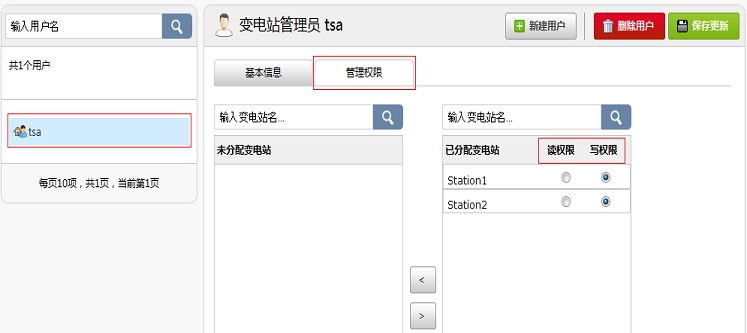 输入用户名
共1个用户
tsa
每页10项，共1页，当前第1页
变电站管理员 tsa
新建用户
删除用户
保存更新
基本信息
管理权限
输入变电站名...
未分配变电站
输入变电站名...
已分配变电站 读权限 写权限
Station1
Station2
<
>